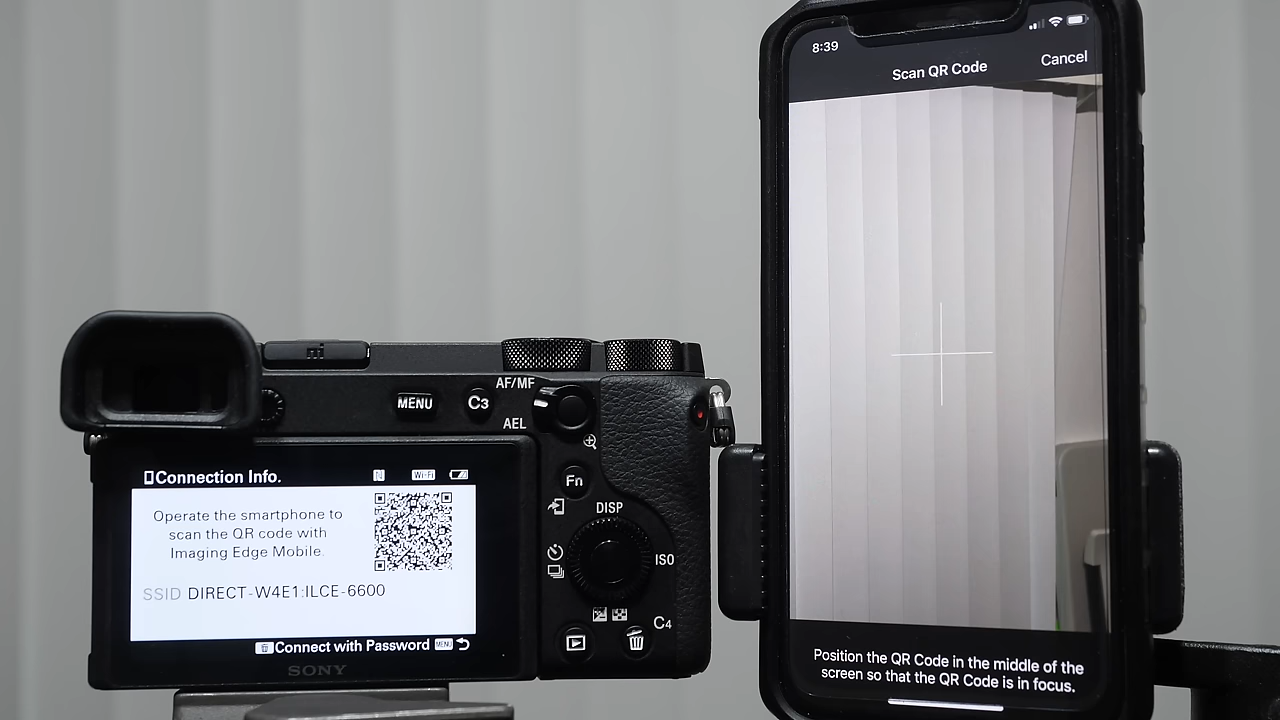 8:39
Scan QR Code
Cancel
Position the QR Code in the middle of the
screen so that the QR Code is in focus.
mi
MENU
C3
AF/MF
AEL
Fn
DISP
ISO
C4
Connection Info.
Wi-Fi
Operate the smartphone to
scan the QR code with
Imaging Edge Mobile.
SSID DIRECT-W4E1:ILCE-6600
Connect with Password MENU
SONY